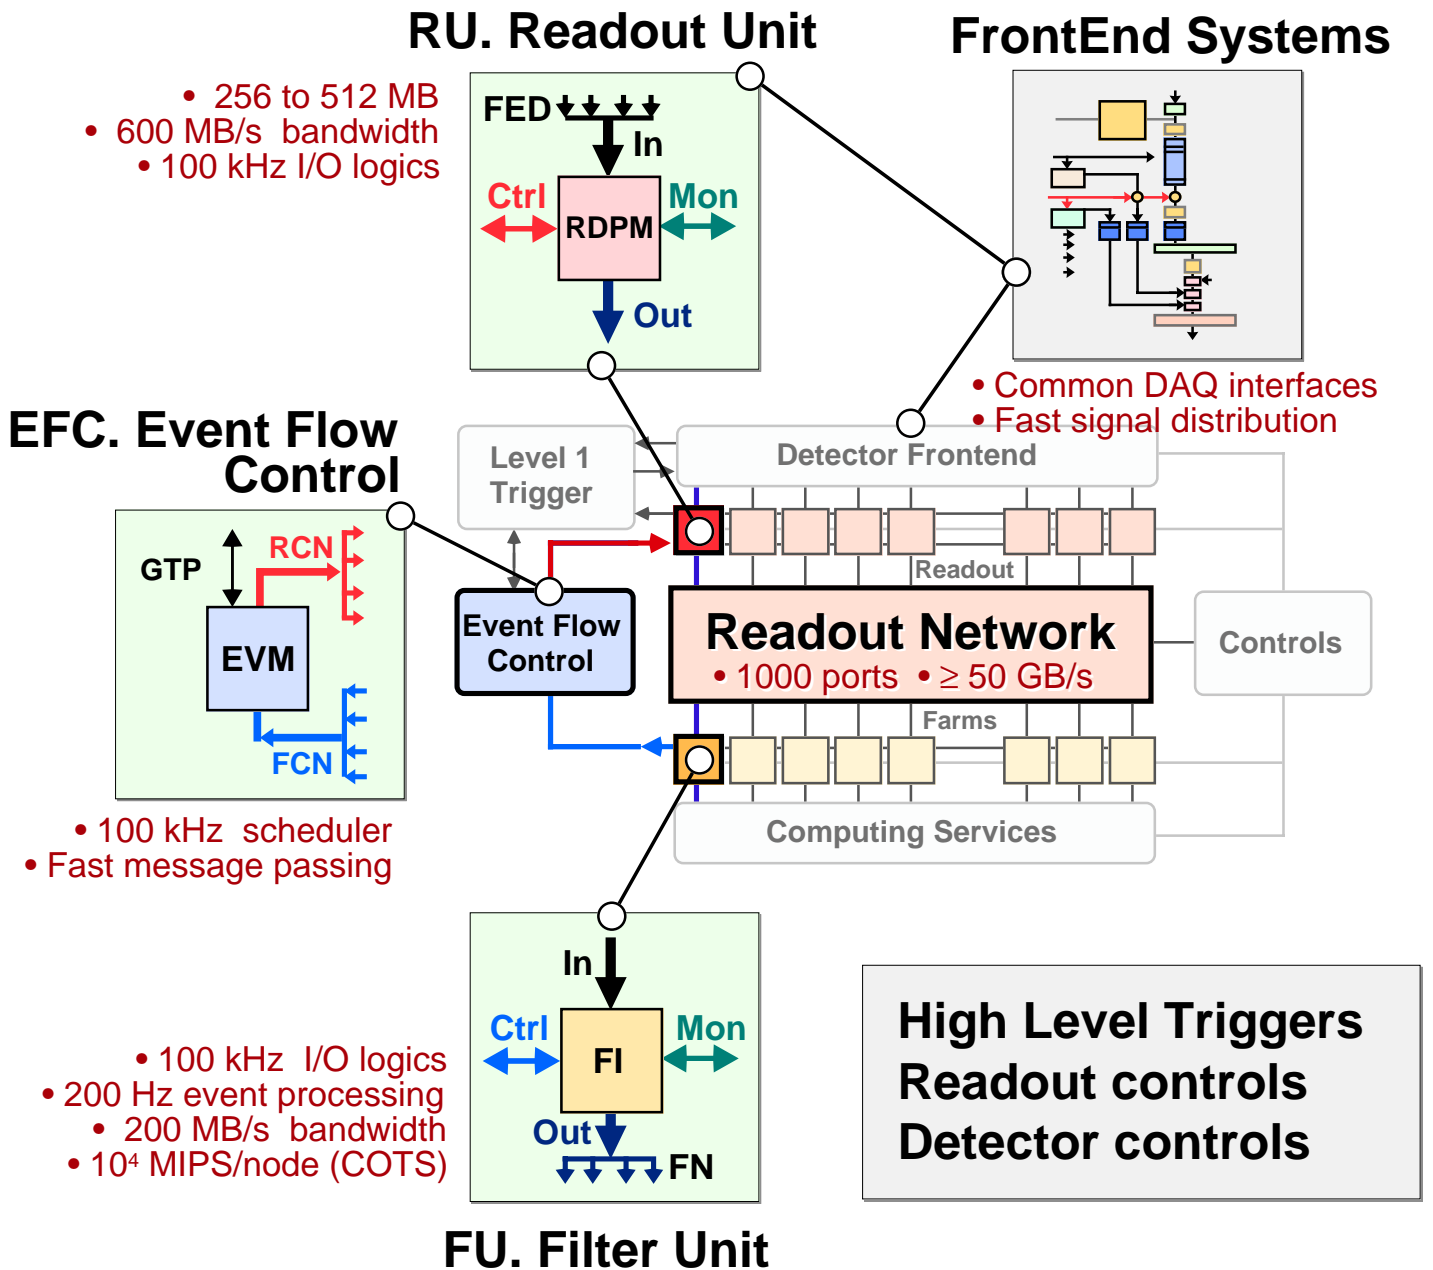 RU. Readout Unit
FrontEnd Systems
• 256 to 512 MB
• 600 MB/s bandwidth
• 100 kHz I/O logics
FED
In
Ctrl
Mon
RDPM
Out
• Common DAQ interfaces
• Fast signal distribution
EFC. Event Flow
Control
Level 1
Trigger
Detector Frontend
GTP
RCN
EVM
FCN
Readout
Event Flow
Control
Readout Network
• 1000 ports • ≥ 50 GB/s
Controls
Farms
Computing Services
• 100 kHz scheduler
• Fast message passing
In
Ctrl
Mon
FI
Out
FN
• 100 kHz I/O logics
• 200 Hz event processing
• 200 MB/s bandwidth
• 10⁴ MIPS/node (COTS)
High Level Triggers
Readout controls
Detector controls
FU. Filter Unit